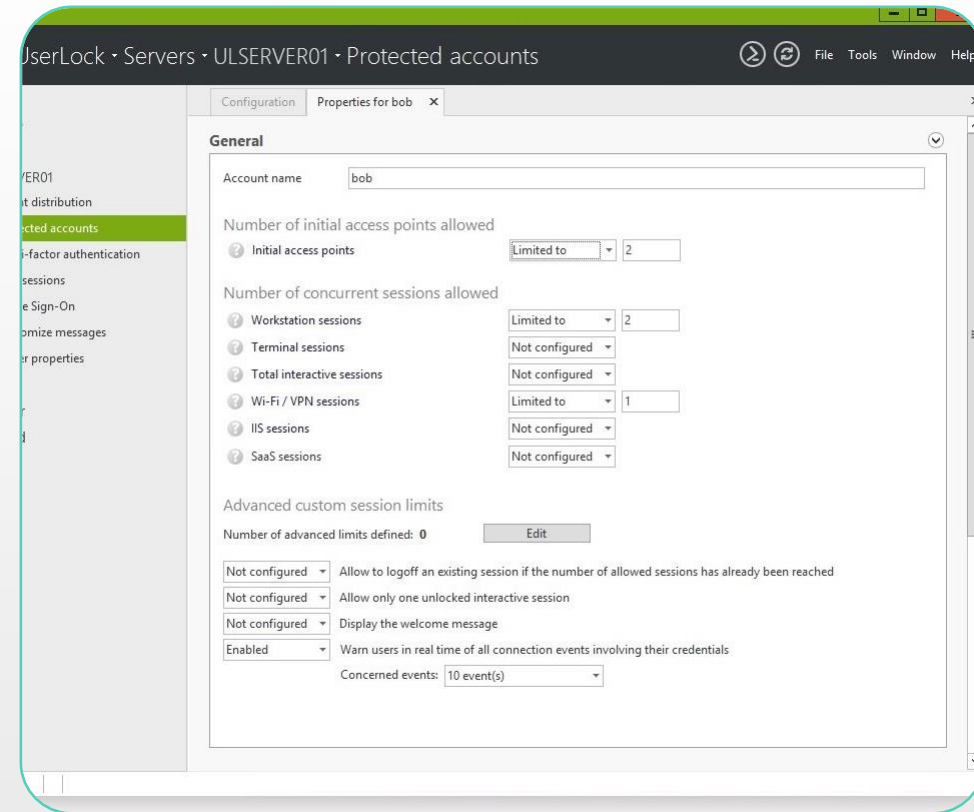 UserLock · Servers · ULSERVER01 · Protected accounts
File Tools Window Help
Configuration Properties for bob X
General
VER01
Account name bob
t distribution
ected accounts
Number of initial access points allowed
i-factor authentication
? Initial access points Limited to 2
sessions
e Sign-On
Number of concurrent sessions allowed
omize messages
? Workstation sessions Limited to 2
? Terminal sessions Not configured
er properties
? Total interactive sessions Not configured
? Wi-Fi / VPN sessions Limited to 1
? IIS sessions Not configured
? SaaS sessions Not configured
Advanced custom session limits
Number of advanced limits defined: 0 Edit
Not configured Allow to logoff an existing session if the number of allowed sessions has already been reached
Not configured Allow only one unlocked interactive session
Not configured Display the welcome message
Enabled Warn users in real time of all connection events involving their credentials
Concerned events: 10 event(s)